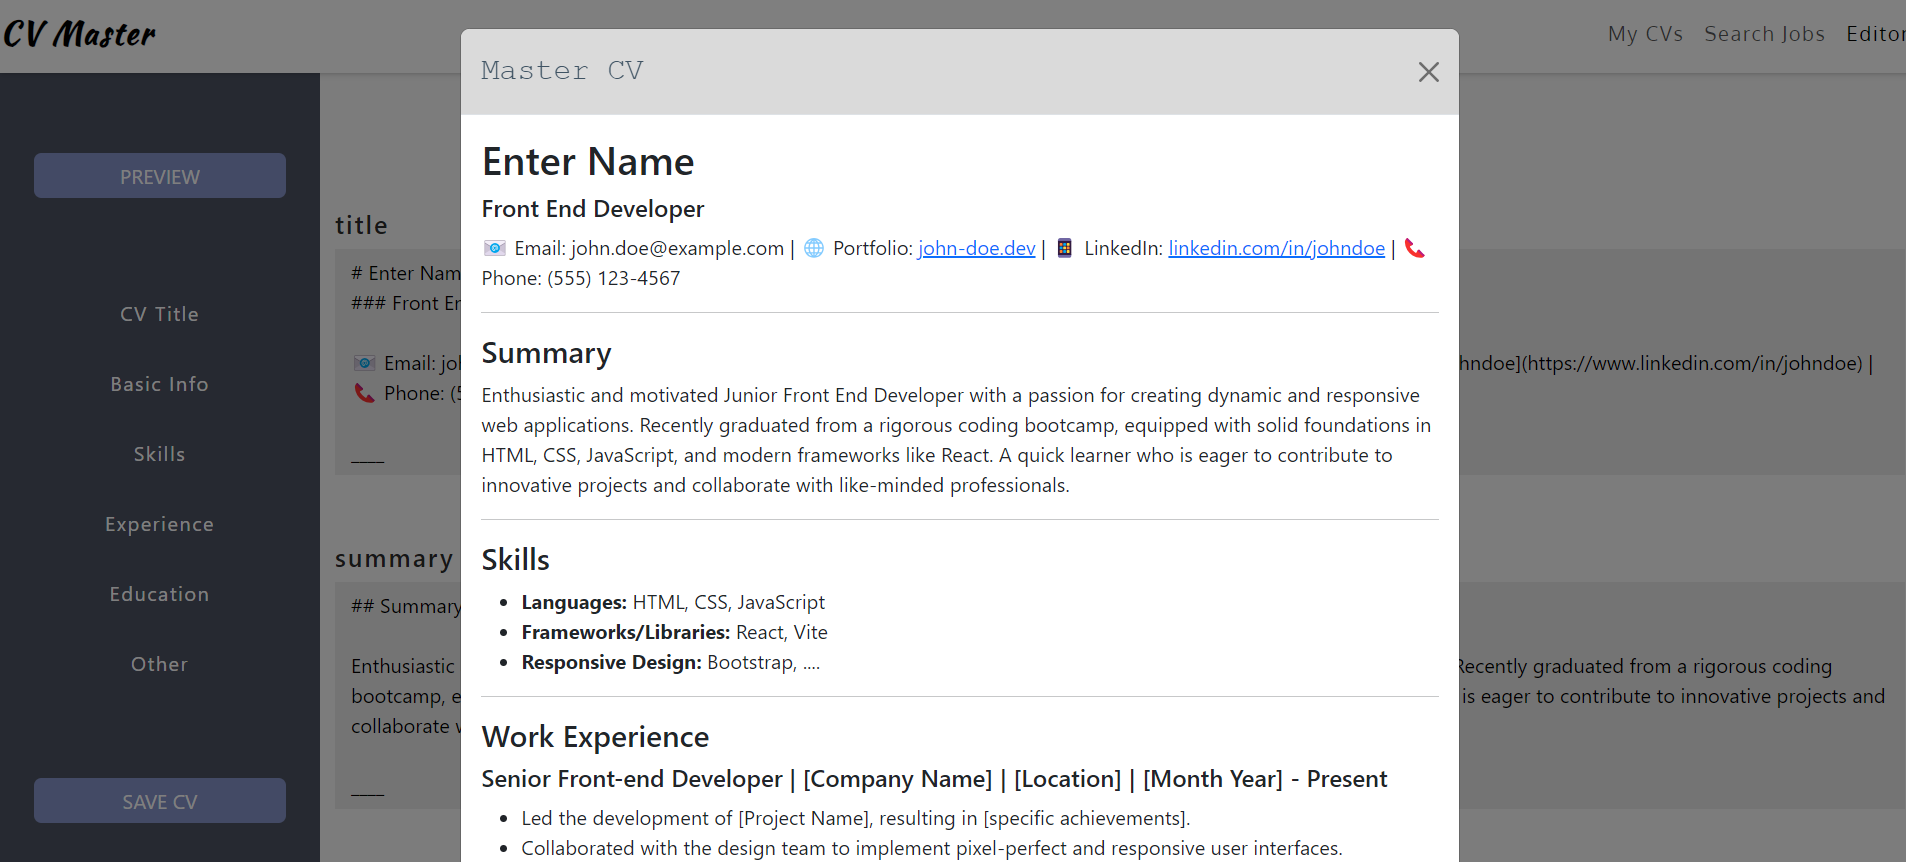 CV Master
My CVs Search Jobs Editor
Master CV
PREVIEW
CV Title
Basic Info
Skills
Experience
Education
Other
SAVE CV
title
# Enter Nam
### Front Er
📧 Email: joh
hndoe](https://www.linkedin.com/in/johndoe) |
📞 Phone: (5
____
summary
## Summary
Enthusiastic
Recently graduated from a rigorous coding
bootcamp, e
is eager to contribute to innovative projects and
collaborate w
____
Enter Name
Front End Developer
📧 Email: john.doe@example.com | 🌐 Portfolio: john-doe.dev | 📱 LinkedIn: linkedin.com/in/johndoe | 📞
Phone: (555) 123-4567
Summary
Enthusiastic and motivated Junior Front End Developer with a passion for creating dynamic and responsive
web applications. Recently graduated from a rigorous coding bootcamp, equipped with solid foundations in
HTML, CSS, JavaScript, and modern frameworks like React. A quick learner who is eager to contribute to
innovative projects and collaborate with like-minded professionals.
Skills
• Languages: HTML, CSS, JavaScript
• Frameworks/Libraries: React, Vite
• Responsive Design: Bootstrap, ....
Work Experience
Senior Front-end Developer | [Company Name] | [Location] | [Month Year] - Present
• Led the development of [Project Name], resulting in [specific achievements].
• Collaborated with the design team to implement pixel-perfect and responsive user interfaces.